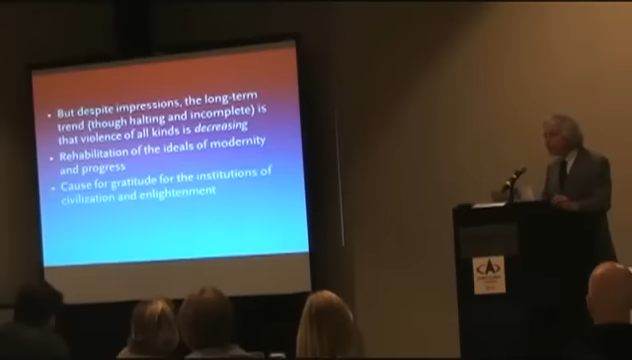 • But despite impressions, the long-term
trend (though halting and incomplete) is
that violence of all kinds is decreasing
• Rehabilitation of the ideals of modernity
and progress
• Cause for gratitude for the institutions of
civilization and enlightenment